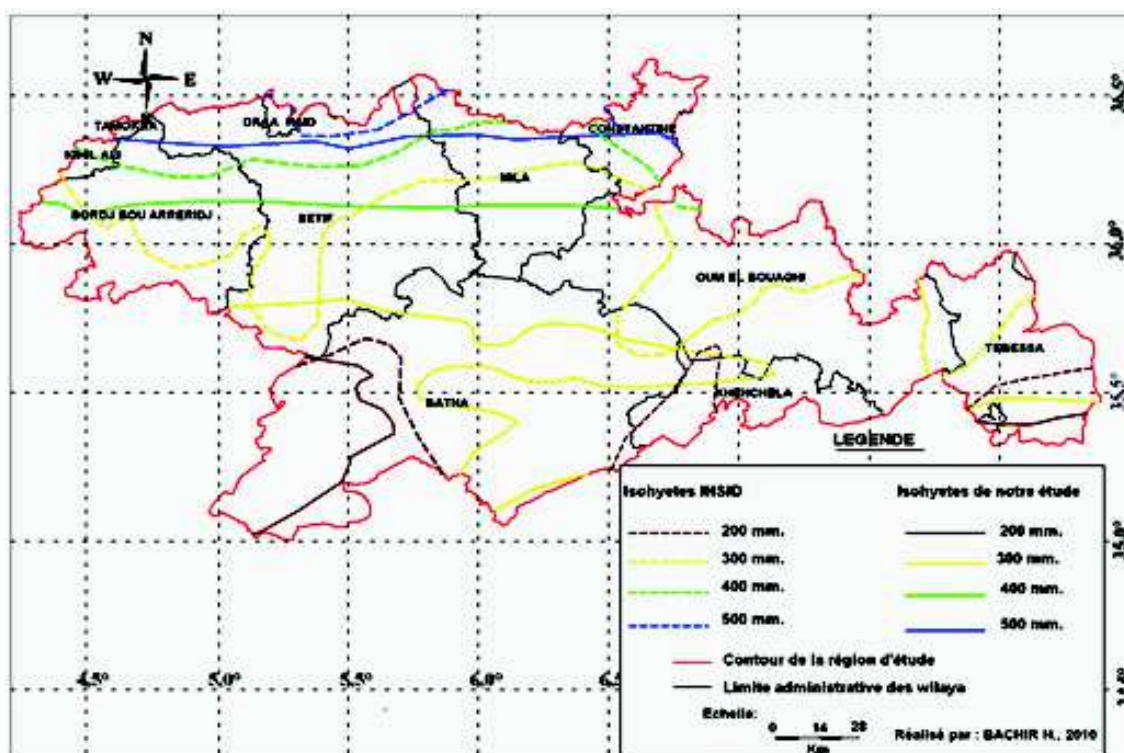 N
W E
TAMOKRA
DRAA KAID
CONSTANTINE
36.5°
MILA
BORDJ BOU ARRERIDJ
SETIF
36.0°
OUM EL BOUAGHI
TEBESSA
BATNA
KHENCHELA
35.5°
LEGENDE
Isohyetes INSID
Isohyetes de notre étude
200 mm.
200 mm.
300 mm.
300 mm.
400 mm.
400 mm.
500 mm.
500 mm.
4.5° 5.0° 5.5° 6.0°
Contour de la région d'étude
Limite administrative des wilaya
Echelle:
0 14 28
Km
Réalisé par : BACHIR H., 2010